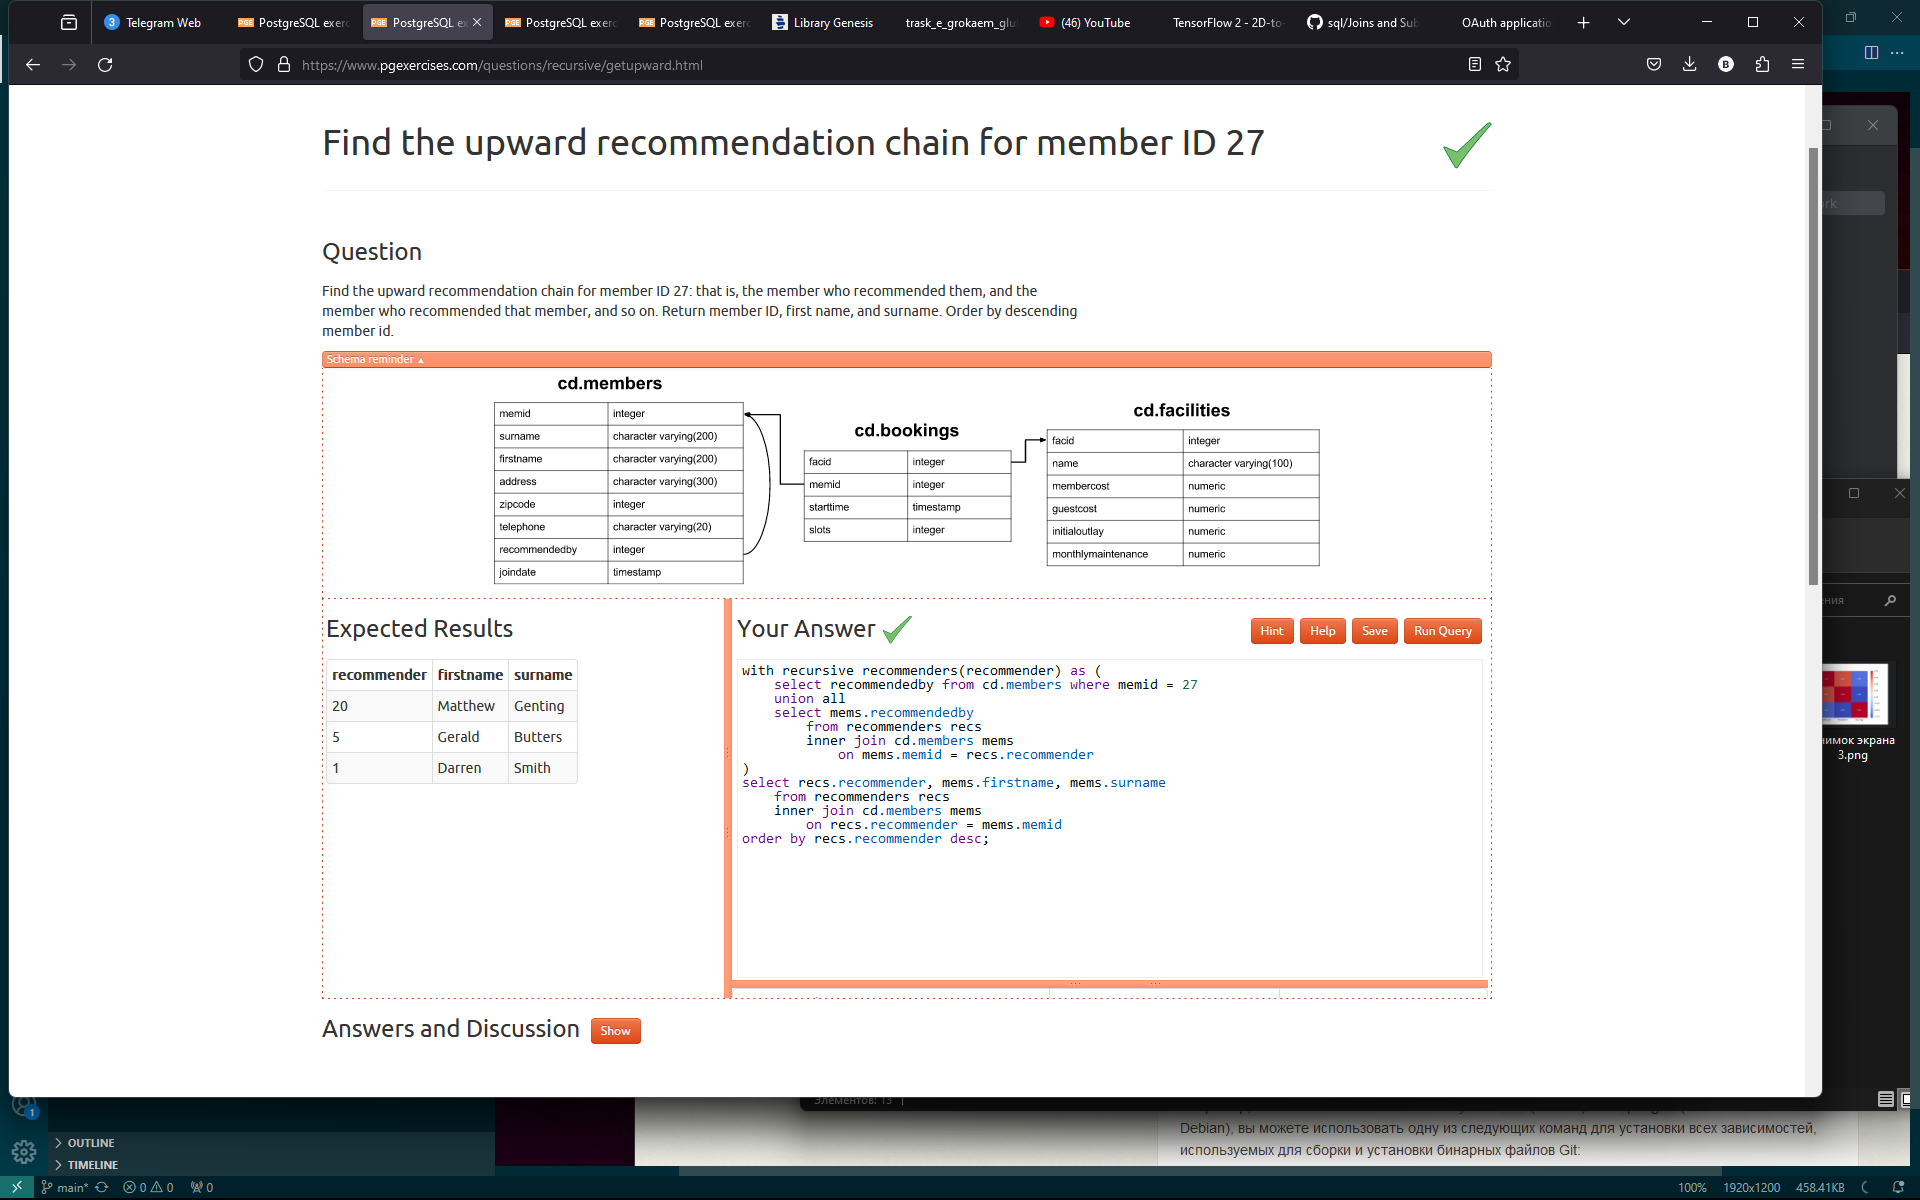 Telegram Web
PostgreSQL exerc
PostgreSQL ex
PostgreSQL exerc
PostgreSQL exerc
Library Genesis
trask_e_grokaem_glu
(46) YouTube
TensorFlow 2 - 2D-to-
sql/Joins and Sub
OAuth applicatio
https://www.pgexercises.com/questions/recursive/getupward.html
Find the upward recommendation chain for member ID 27
Question
Find the upward recommendation chain for member ID 27: that is, the member who recommended them, and the
member who recommended that member, and so on. Return member ID, first name, and surname. Order by descending
member id.
Schema reminder ▲
cd.members
memid integer
surname character varying(200)
firstname character varying(200)
address character varying(300)
zipcode integer
telephone character varying(20)
recommendedby integer
joindate timestamp
cd.bookings
facid integer
memid integer
starttime timestamp
slots integer
cd.facilities
facid integer
name character varying(100)
membercost numeric
guestcost numeric
initialoutlay numeric
monthlymaintenance numeric
Expected Results
recommender firstname surname
20 Matthew Genting
5 Gerald Butters
1 Darren Smith
Your Answer
Hint Help Save Run Query
with recursive recommenders(recommender) as (
select recommendedby from cd.members where memid = 27
union all
select mems.recommendedby
from recommenders recs
inner join cd.members mems
on mems.memid = recs.recommender
)
select recs.recommender, mems.firstname, mems.surname
from recommenders recs
inner join cd.members mems
on recs.recommender = mems.memid
order by recs.recommender desc;
Answers and Discussion Show
ork
ения
нимок экрана
3.png
Элементов: 13
Debian), вы можете использовать одну из следующих команд для установки всех зависимостей,
используемых для сборки и установки бинарных файлов Git:
1
OUTLINE
TIMELINE
main* 0 0 0
100% 1920x1200 458.41KB